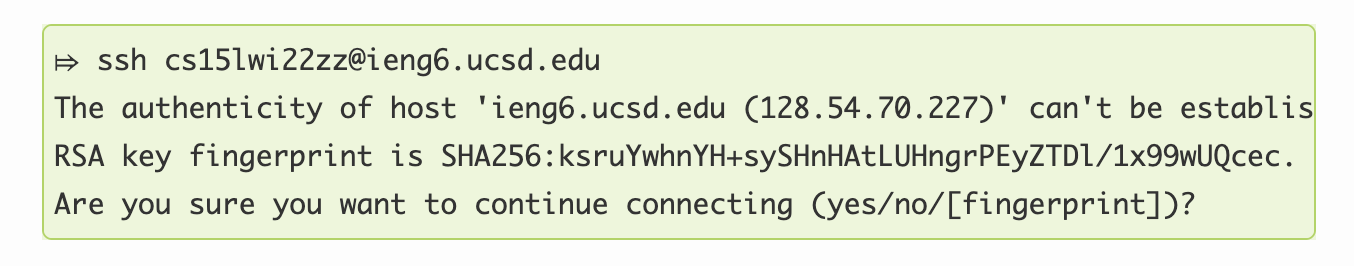 ⤇ ssh cs15lwi22zz@ieng6.ucsd.edu
The authenticity of host 'ieng6.ucsd.edu (128.54.70.227)' can't be establis
RSA key fingerprint is SHA256:ksruYwhnYH+sySHnHAtLUHngrPEyZTDl/1x99wUQcec.
Are you sure you want to continue connecting (yes/no/[fingerprint])?